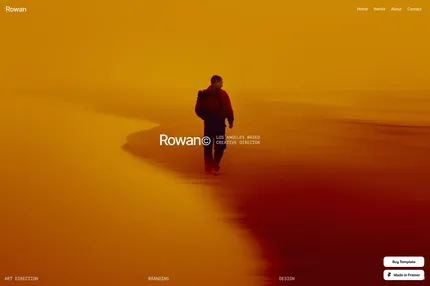 Rowan
Home
Works
About
Contact
Rowan©
LOS ANGELES BASED
CREATIVE DIRECTOR
ART DIRECTION
BRANDING
DESIGN
Buy Template
Made in Framer